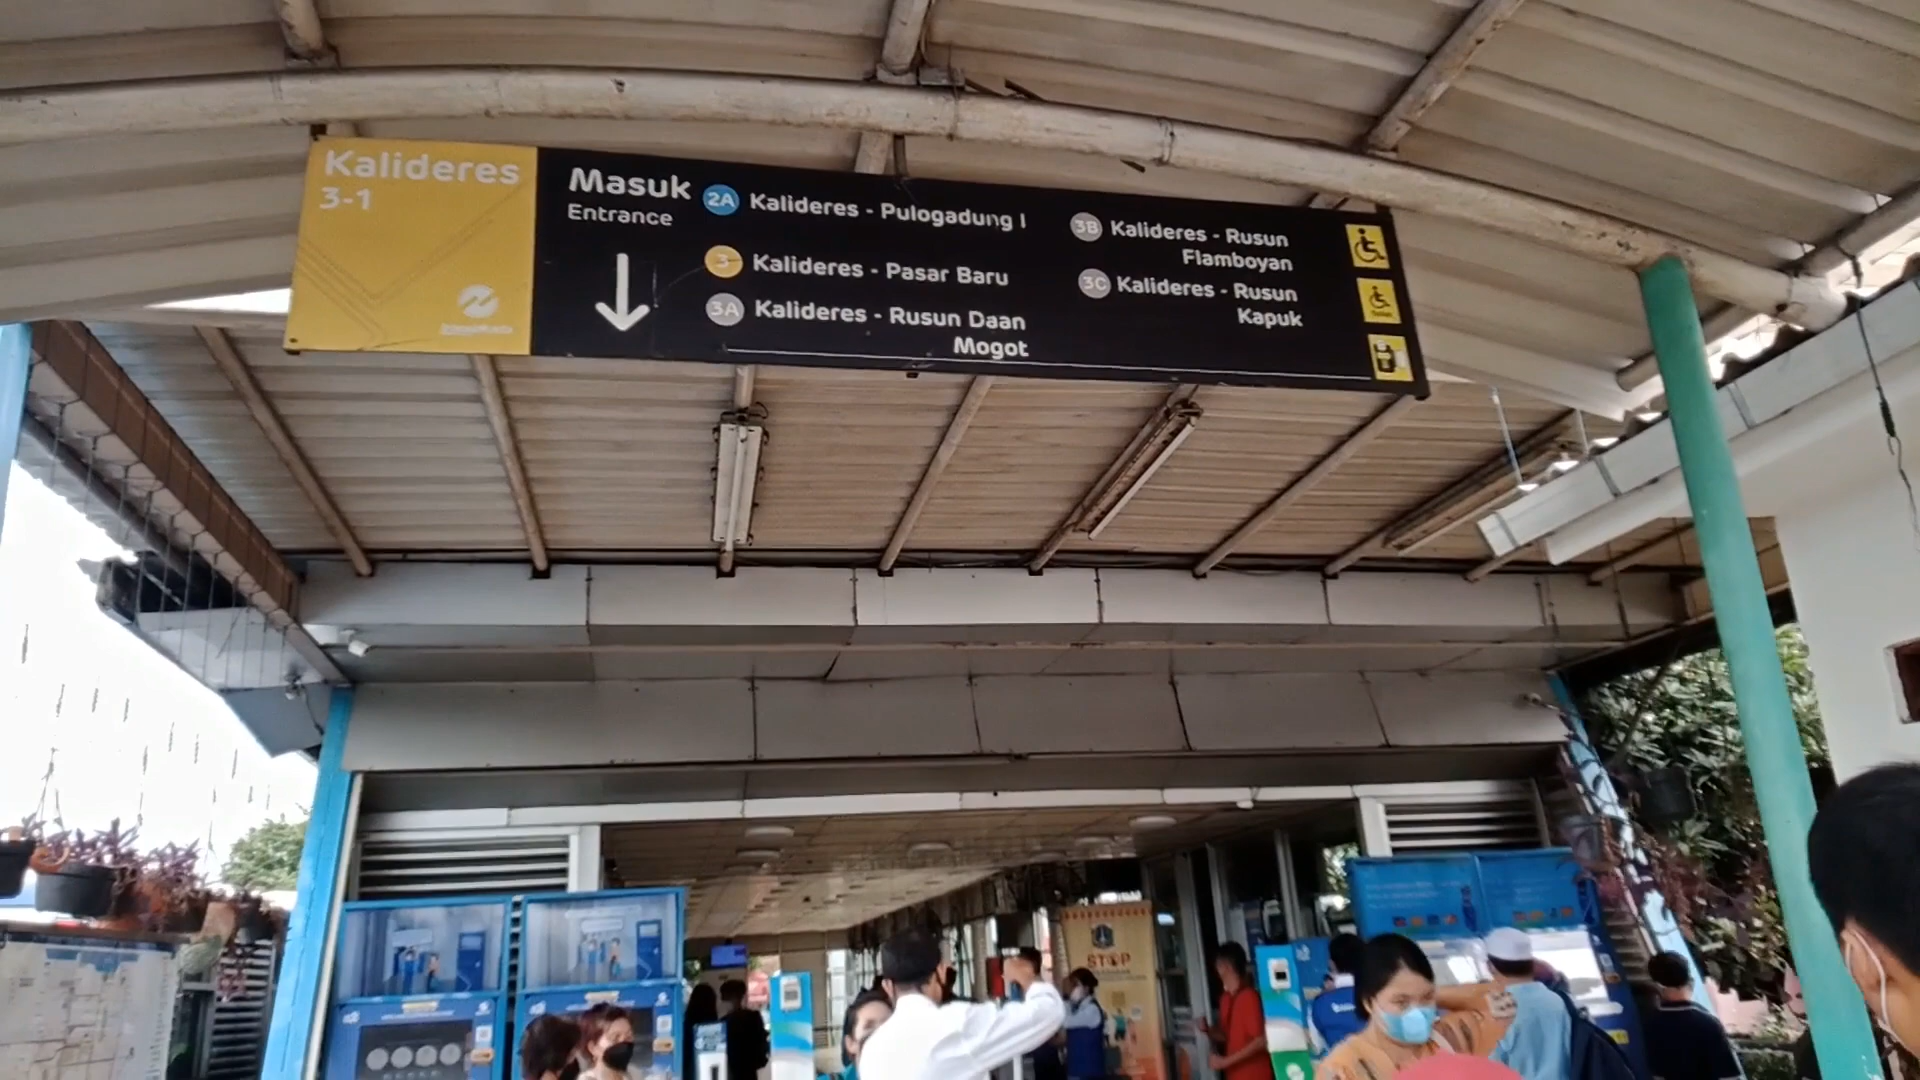 Kalideres
3-1
Masuk
Entrance
2A Kalideres - Pulogadung I
3 Kalideres - Pasar Baru
3A Kalideres - Rusun Daan
Mogot
3B Kalideres - Rusun
Flamboyan
3C Kalideres - Rusun
Kapuk
STOP